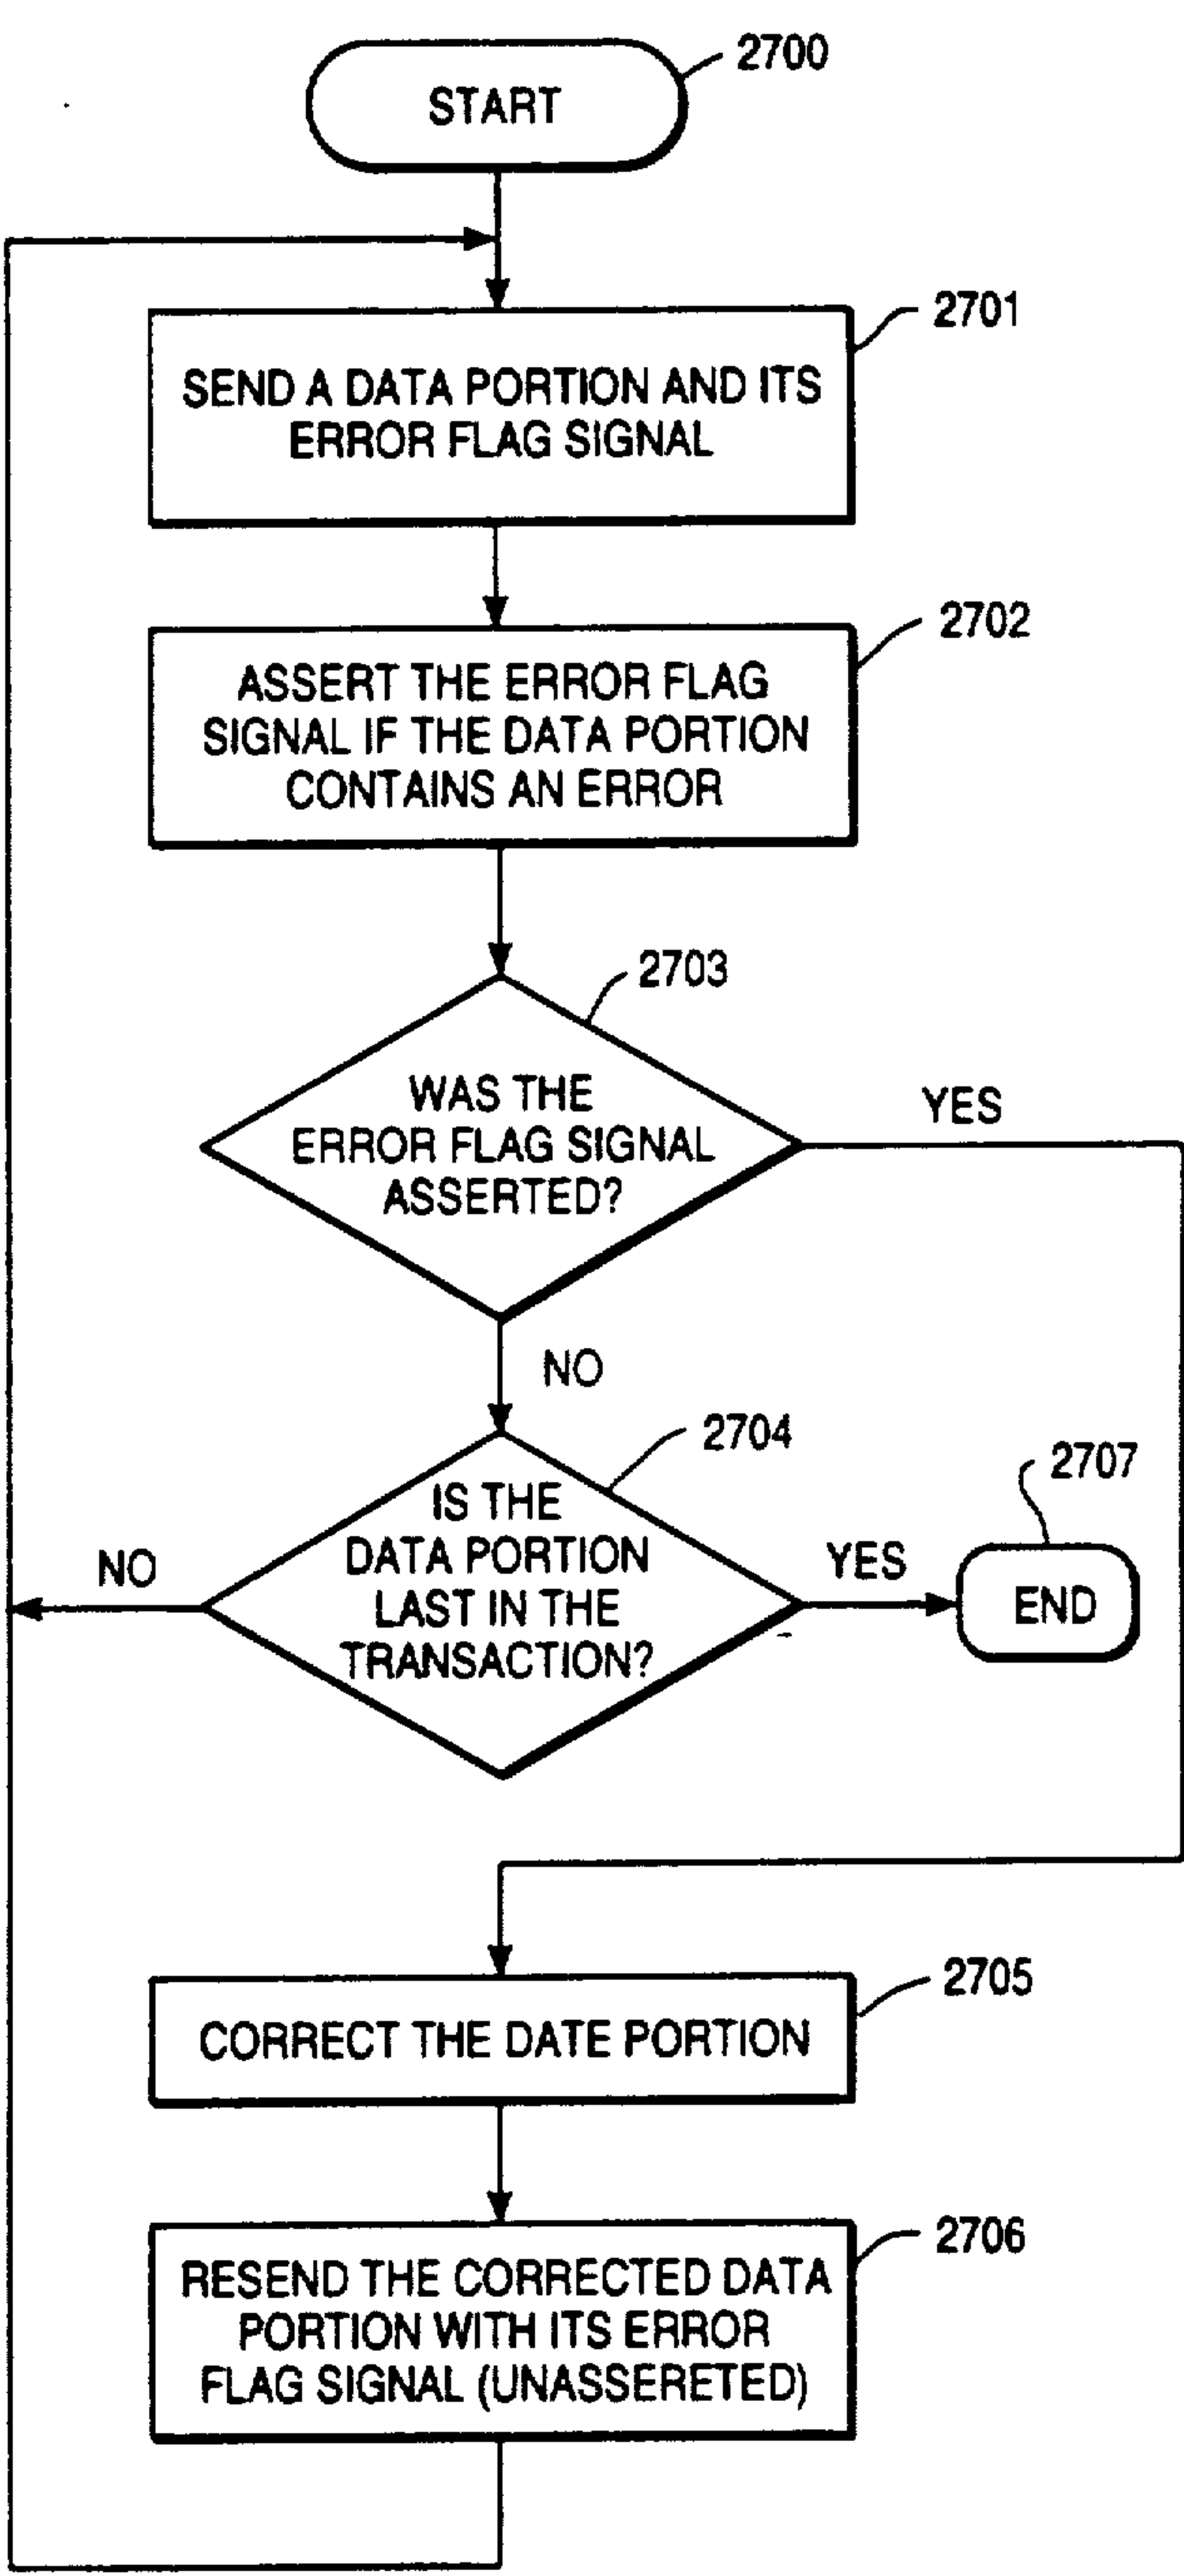 2700
START
2701
SEND A DATA PORTION AND ITS
ERROR FLAG SIGNAL
2702
ASSERT THE ERROR FLAG
SIGNAL IF THE DATA PORTION
CONTAINS AN ERROR
2703
WAS THE
ERROR FLAG SIGNAL
ASSERTED?
YES
NO
2704
IS THE
DATA PORTION
LAST IN THE
TRANSACTION?
NO
YES
2707
END
2705
CORRECT THE DATE PORTION
2706
RESEND THE CORRECTED DATA
PORTION WITH ITS ERROR
FLAG SIGNAL (UNASSERETED)